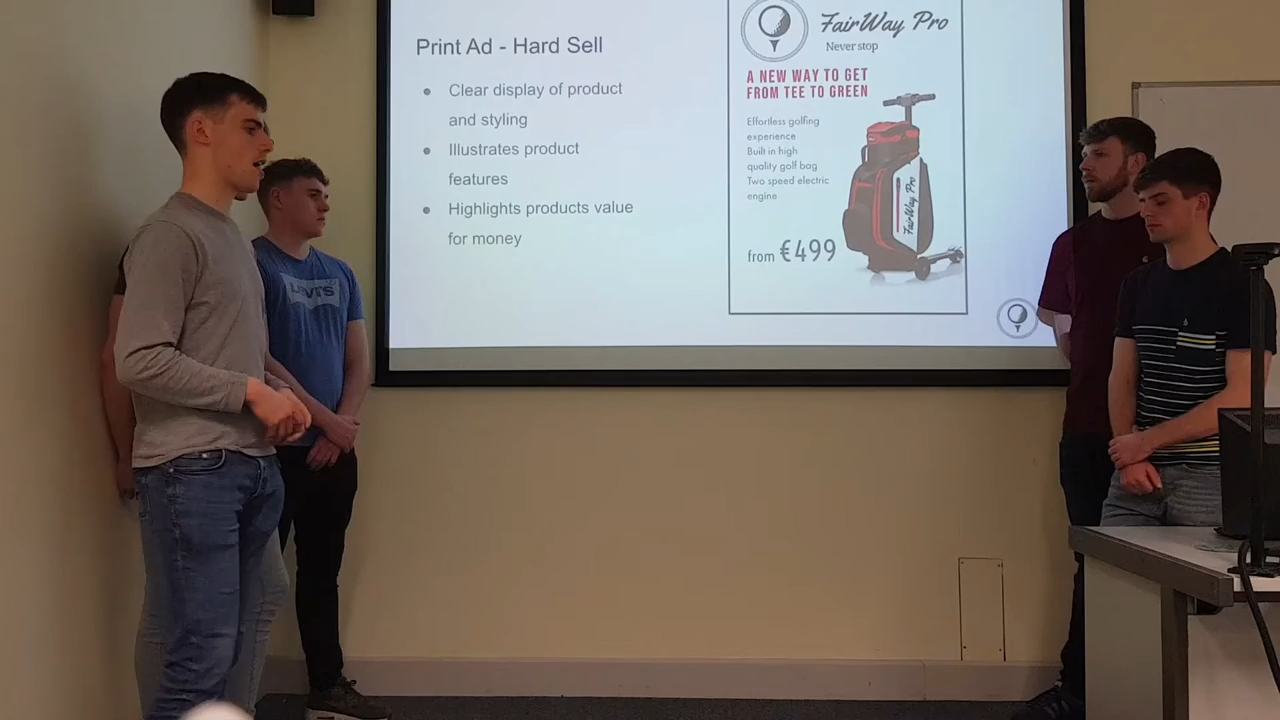 Print Ad - Hard Sell
Clear display of product
and styling
Illustrates product
features
Highlights products value
for money
FairWay Pro
Never stop
A NEW WAY TO GET
FROM TEE TO GREEN
Effortless golfing
experience
Built in high
quality golf bag
Two speed electric
engine
from €499
FairWay Pro
LEVI'S